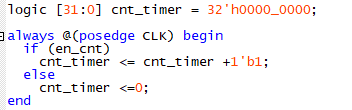 logic [31:0] cnt_timer = 32'h0000_0000;
always @(posedge CLK) begin
if (en_cnt)
cnt_timer <= cnt_timer +1'b1;
else
cnt_timer <=0;
end